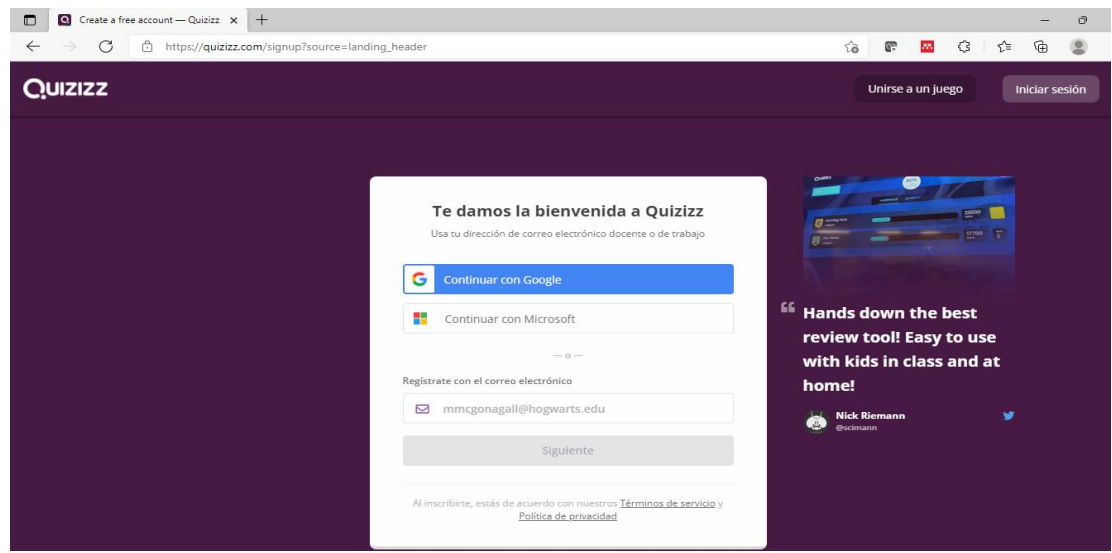 Create a free account — Quizizz
https://quizizz.com/signup?source=landing_header
Quizizz
Unirse a un juego
Iniciar sesión
Te damos la bienvenida a Quizizz
Usa tu dirección de correo electrónico docente o de trabajo
Continuar con Google
Continuar con Microsoft
— o —
Regístrate con el correo electrónico
mmcgonagall@hogwarts.edu
Siguiente
Al inscribirte, estás de acuerdo con nuestros Términos de servicio y
Política de privacidad
“ Hands down the best
review tool! Easy to use
with kids in class and at
home!
Nick Riemann
@scimann